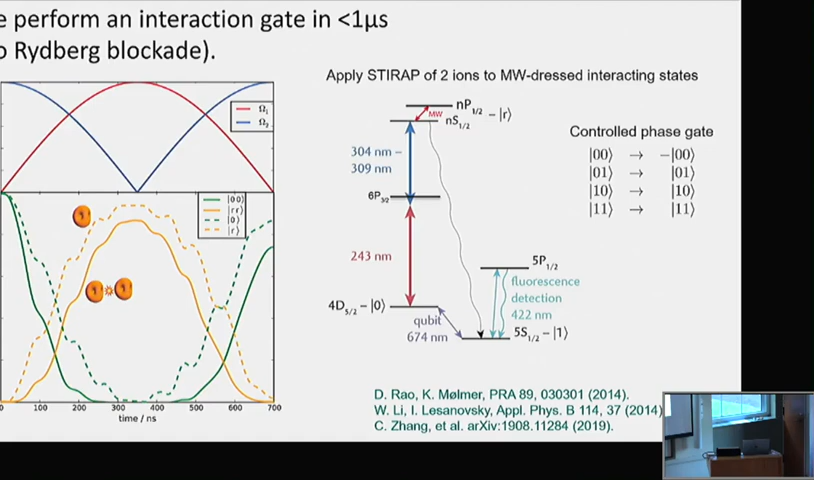 e perform an interaction gate in <1μs
o Rydberg blockade).
Apply STIRAP of 2 ions to MW-dressed interacting states
Ω₁
Ω₂
|00⟩
|rr⟩
|0⟩
|r⟩
0 100 200 300 400 500 600 700
time / ns
nP1/2
MW
nS1/2 – |r⟩
304 nm –
309 nm
6P3/2
243 nm
5P1/2
fluorescence
detection
422 nm
4D5/2 – |0⟩
qubit
674 nm
5S1/2 – |1⟩
Controlled phase gate
|00⟩ → –|00⟩
|01⟩ → |01⟩
|10⟩ → |10⟩
|11⟩ → |11⟩
D. Rao, K. Mølmer, PRA 89, 030301 (2014).
W. Li, I. Lesanovsky, Appl. Phys. B 114, 37 (2014)
C. Zhang, et al. arXiv:1908.11284 (2019).